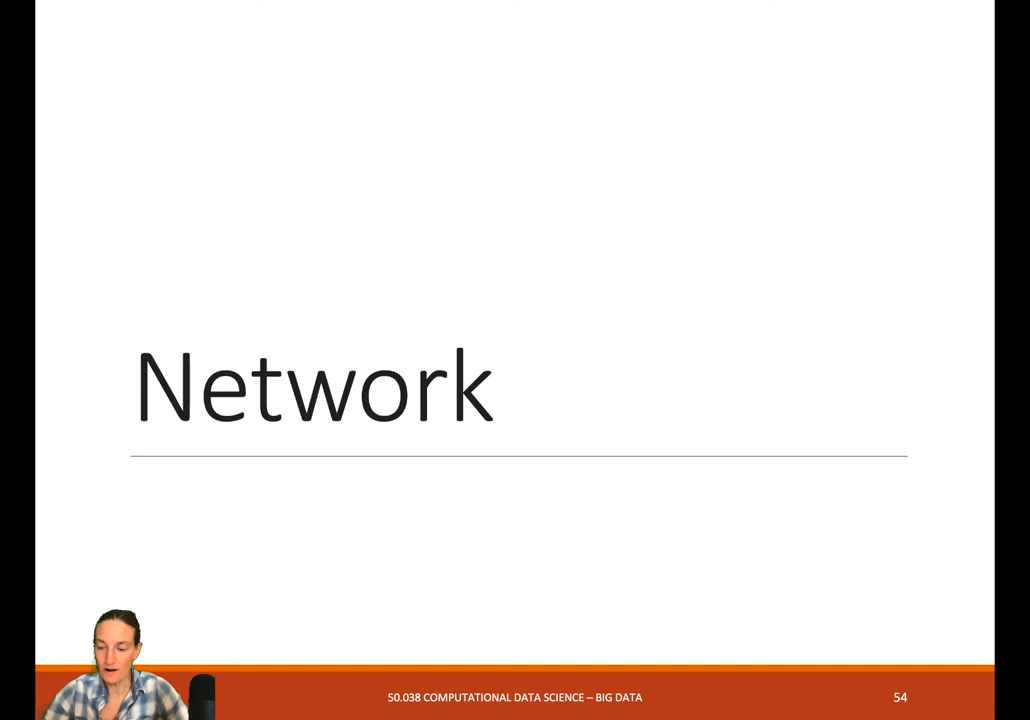 Network
50.038 COMPUTATIONAL DATA SCIENCE – BIG DATA
54